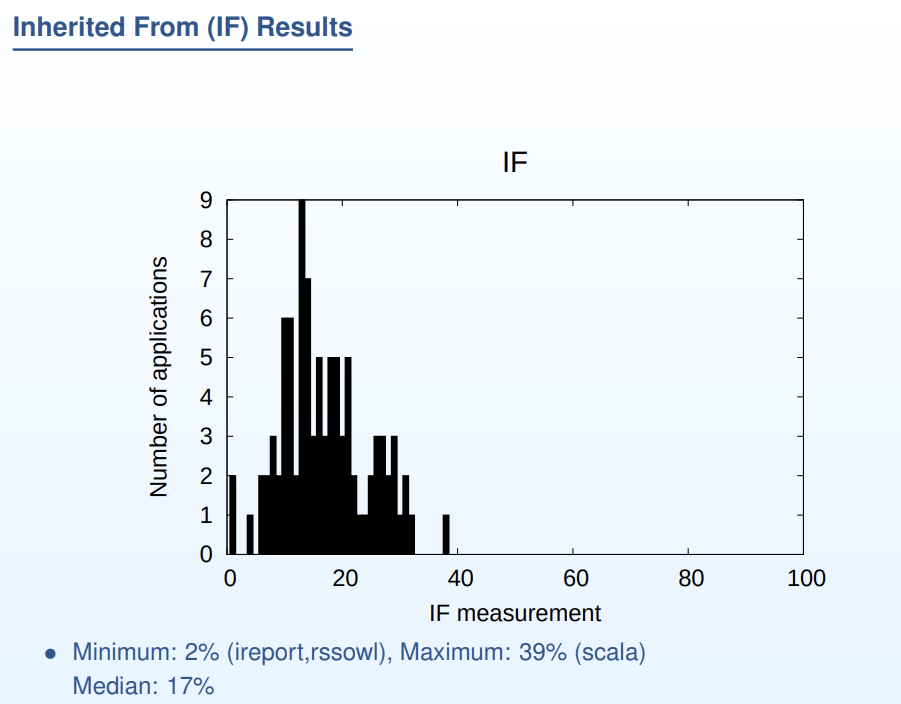 Inherited From (IF) Results
IF
9
8
7
6
5
4
3
2
1
0
Number of applications
0 20 40 60 80 100
IF measurement
Minimum: 2% (ireport,rssowl), Maximum: 39% (scala)
Median: 17%